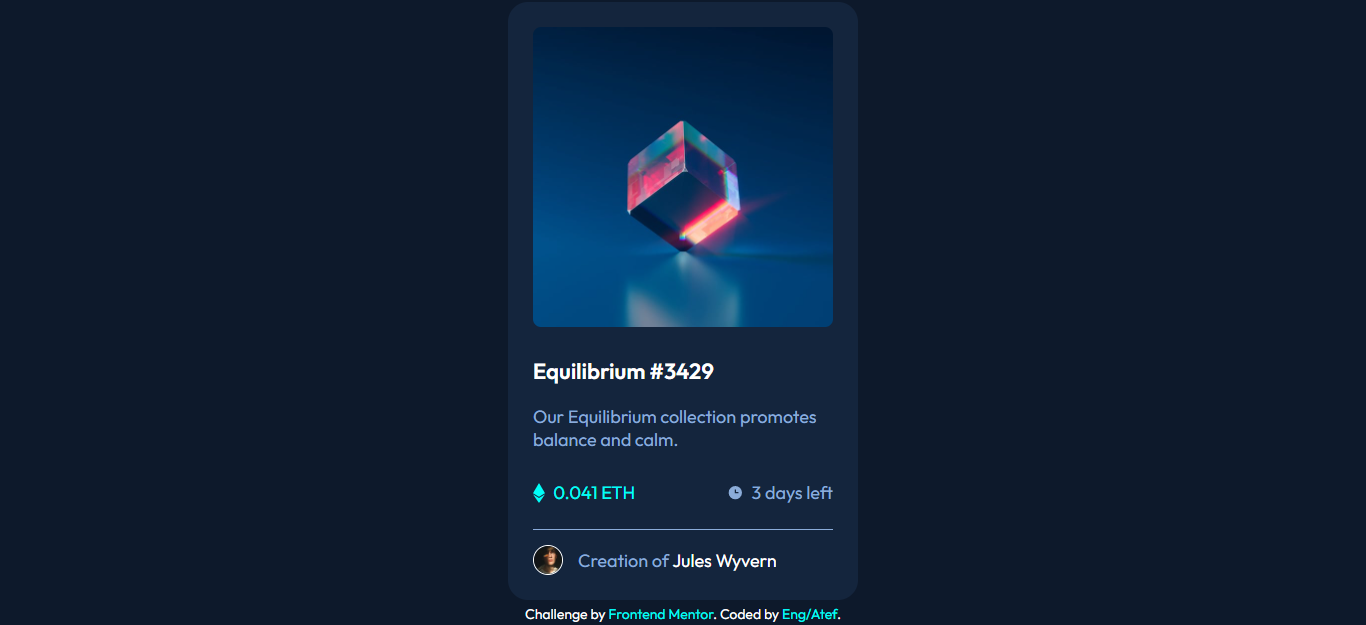 Equilibrium #3429
Our Equilibrium collection promotes
balance and calm.
0.041 ETH
3 days left
Creation of Jules Wyvern
Challenge by Frontend Mentor. Coded by Eng/Atef.